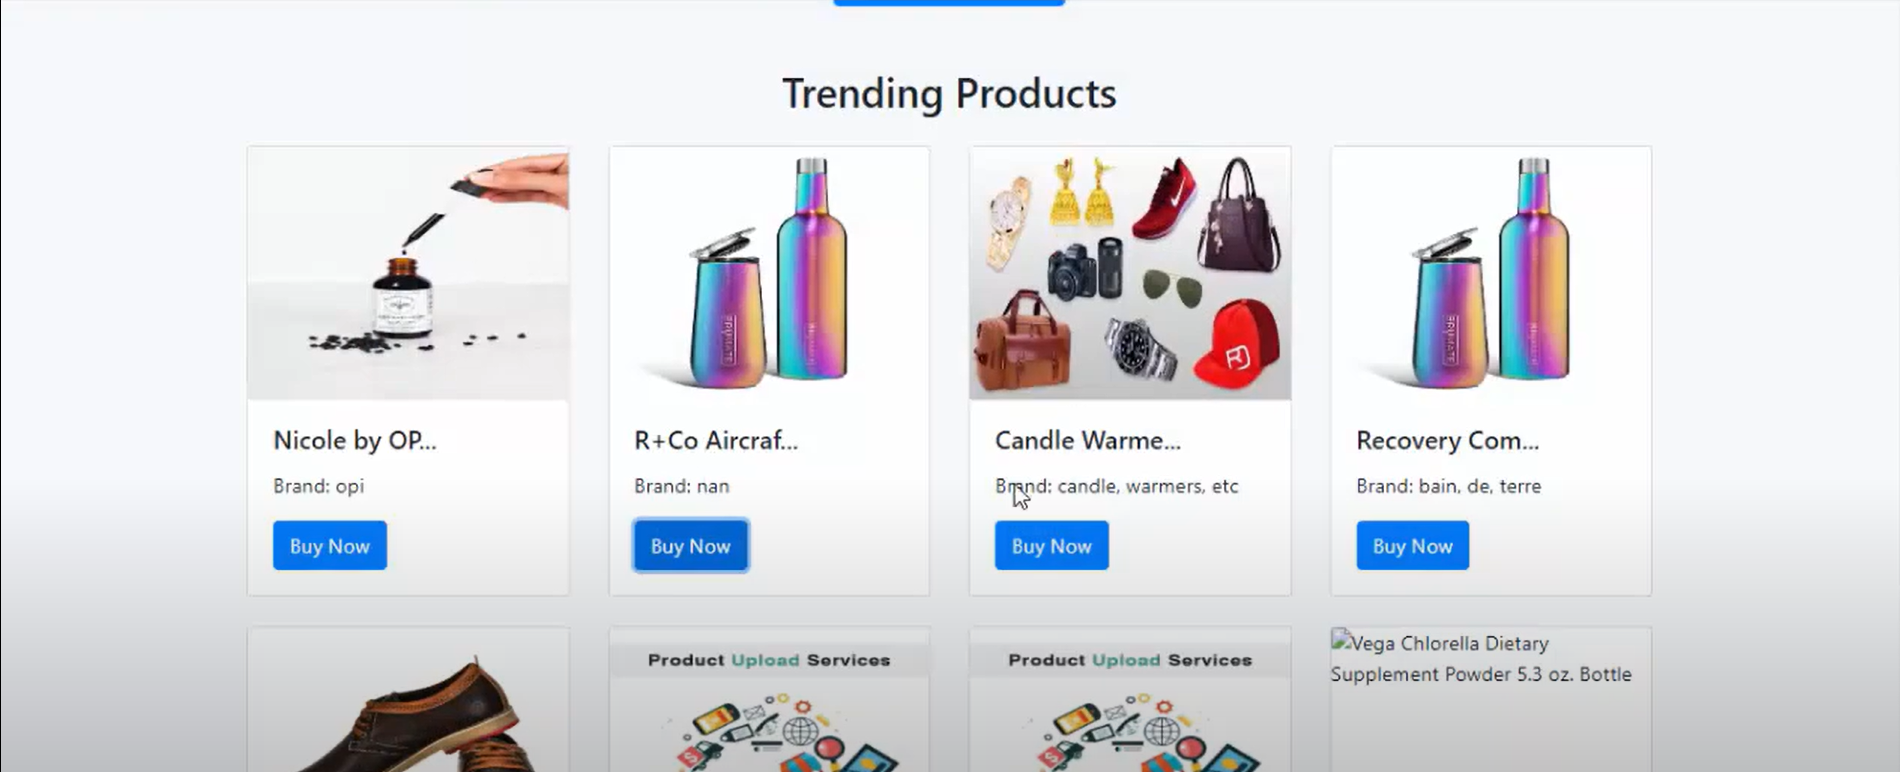 Trending Products
Nicole by OP...
Brand: opi
Buy Now
BRUMATE
R+Co Aircraf...
Brand: nan
Buy Now
Candle Warme...
Brand: candle, warmers, etc
Buy Now
BRUMATE
Recovery Com...
Brand: bain, de, terre
Buy Now
Product Upload Services
Product Upload Services
Vega Chlorella Dietary
Supplement Powder 5.3 oz. Bottle